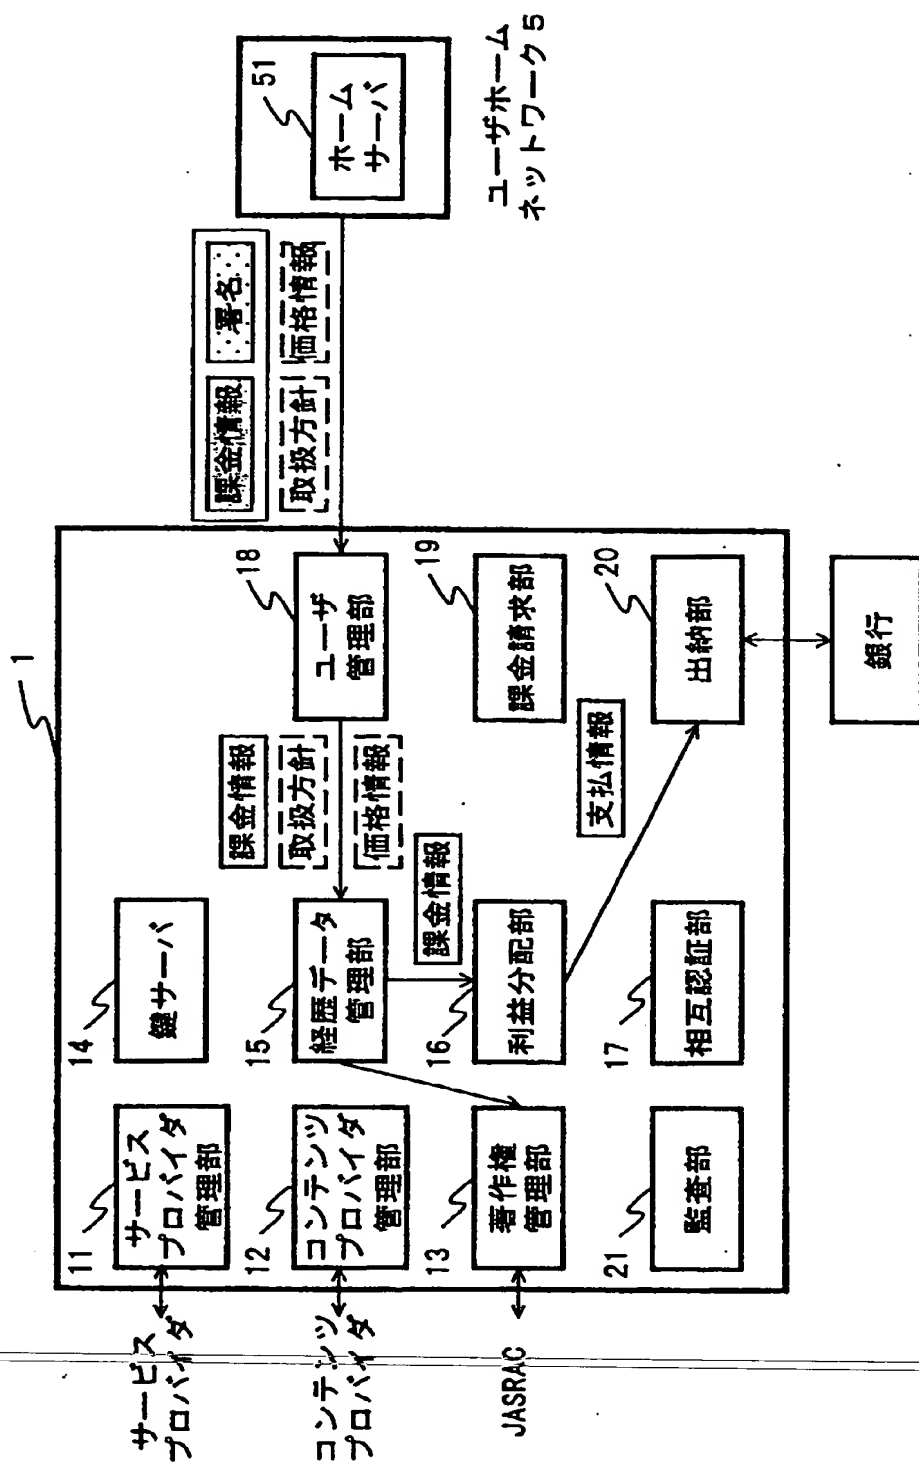 1
サービス
プロバイダ
コンテンツ
プロバイダ
JASRAC
11
サービス
プロバイダ
管理部
12
コンテンツ
プロバイダ
管理部
13
著作権
管理部
21
監査部
14
鍵サーバ
15
経歴データ
管理部
16
利益分配部
17
相互認証部
課金情報
取扱方針
価格情報
課金情報
支払情報
18
ユーザ
管理部
19
課金請求部
20
出納部
銀行
課金情報
署名
取扱方針
価格情報
51
ホーム
サーバ
ユーザホーム
ネットワーク5